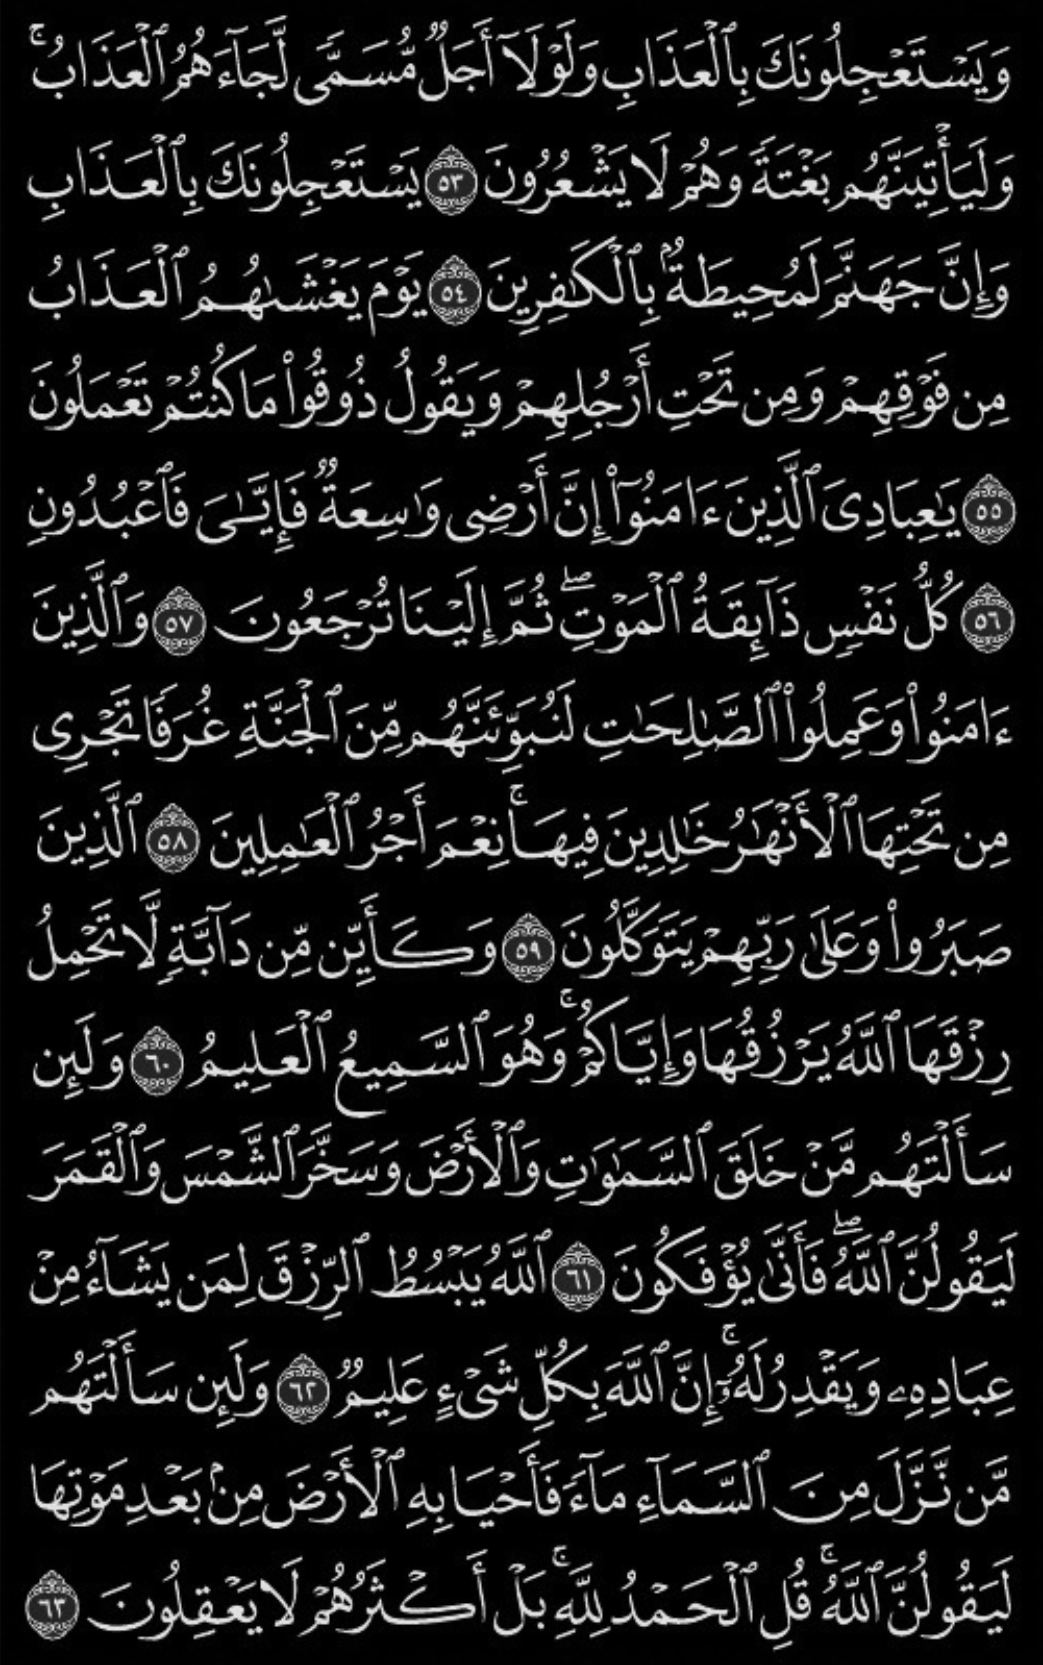 وَيَسۡتَعۡجِلُونَكَ بِٱلۡعَذَابِ وَلَوۡلَآ أَجَلٞ مُّسَمّٗى لَّجَآءَهُمُ ٱلۡعَذَابُۚ
وَلَيَأۡتِيَنَّهُم بَغۡتَةٗ وَهُمۡ لَا يَشۡعُرُونَ ٥٣ يَسۡتَعۡجِلُونَكَ بِٱلۡعَذَابِ
وَإِنَّ جَهَنَّمَ لَمُحِيطَةُۢ بِٱلۡكَٰفِرِينَ ٥٤ يَوۡمَ يَغۡشَىٰهُمُ ٱلۡعَذَابُ
مِن فَوۡقِهِمۡ وَمِن تَحۡتِ أَرۡجُلِهِمۡ وَيَقُولُ ذُوقُواْ مَا كُنتُمۡ تَعۡمَلُونَ
٥٥ يَٰعِبَادِيَ ٱلَّذِينَ ءَامَنُوٓاْ إِنَّ أَرۡضِي وَٰسِعَةٞ فَإِيَّٰيَ فَٱعۡبُدُونِ
٥٦ كُلُّ نَفۡسٖ ذَآئِقَةُ ٱلۡمَوۡتِۖ ثُمَّ إِلَيۡنَا تُرۡجَعُونَ ٥٧ وَٱلَّذِينَ
ءَامَنُواْ وَعَمِلُواْ ٱلصَّٰلِحَٰتِ لَنُبَوِّئَنَّهُم مِّنَ ٱلۡجَنَّةِ غُرَفٗا تَجۡرِي
مِن تَحۡتِهَا ٱلۡأَنۡهَٰرُ خَٰلِدِينَ فِيهَاۚ نِعۡمَ أَجۡرُ ٱلۡعَٰمِلِينَ ٥٨ ٱلَّذِينَ
صَبَرُواْ وَعَلَىٰ رَبِّهِمۡ يَتَوَكَّلُونَ ٥٩ وَكَأَيِّن مِّن دَآبَّةٖ لَّا تَحۡمِلُ
رِزۡقَهَا ٱللَّهُ يَرۡزُقُهَا وَإِيَّاكُمۡۚ وَهُوَ ٱلسَّمِيعُ ٱلۡعَلِيمُ ٦٠ وَلَئِن
سَأَلۡتَهُم مَّنۡ خَلَقَ ٱلسَّمَٰوَٰتِ وَٱلۡأَرۡضَ وَسَخَّرَ ٱلشَّمۡسَ وَٱلۡقَمَرَ
لَيَقُولُنَّ ٱللَّهُۖ فَأَنَّىٰ يُؤۡفَكُونَ ٦١ ٱللَّهُ يَبۡسُطُ ٱلرِّزۡقَ لِمَن يَشَآءُ مِنۡ
عِبَادِهِۦ وَيَقۡدِرُ لَهُۥٓۚ إِنَّ ٱللَّهَ بِكُلِّ شَيۡءٍ عَلِيمٞ ٦٢ وَلَئِن سَأَلۡتَهُم
مَّن نَّزَّلَ مِنَ ٱلسَّمَآءِ مَآءٗ فَأَحۡيَا بِهِ ٱلۡأَرۡضَ مِنۢ بَعۡدِ مَوۡتِهَا
لَيَقُولُنَّ ٱللَّهُۚ قُلِ ٱلۡحَمۡدُ لِلَّهِۚ بَلۡ أَكۡثَرُهُمۡ لَا يَعۡقِلُونَ ٦٣